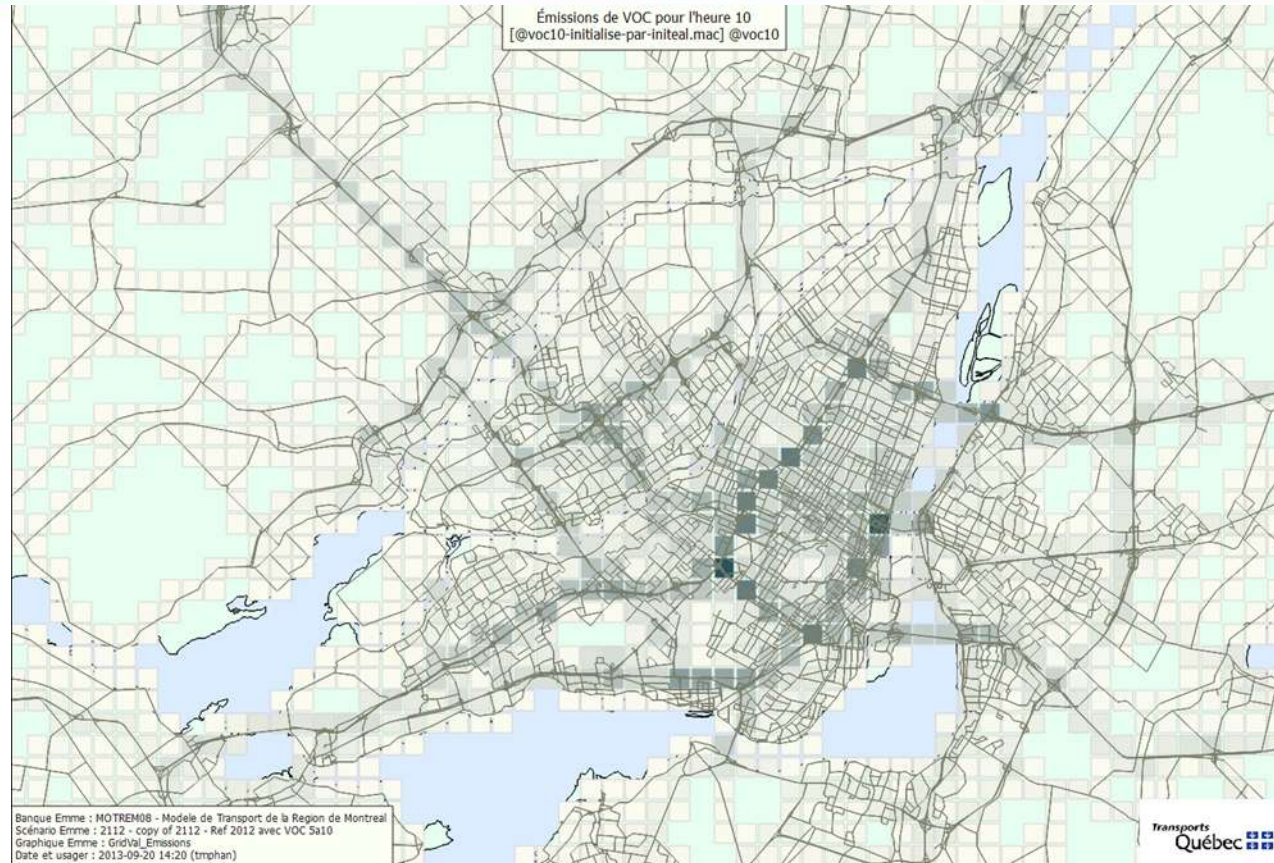 Émissions de VOC pour l'heure 10
[@voc10-initialise-par-initeal.mac] @voc10
Banque Emme : MOTREM08 - Modele de Transport de la Region de Montreal
Scénario Emme : 2112 - copy of 2112 - Ref 2012 avec VOC 5a10
Graphique Emme : GridVal_Emissions
Date et usager : 2013-09-20 14:20 (tmphan)
Transports
Québec